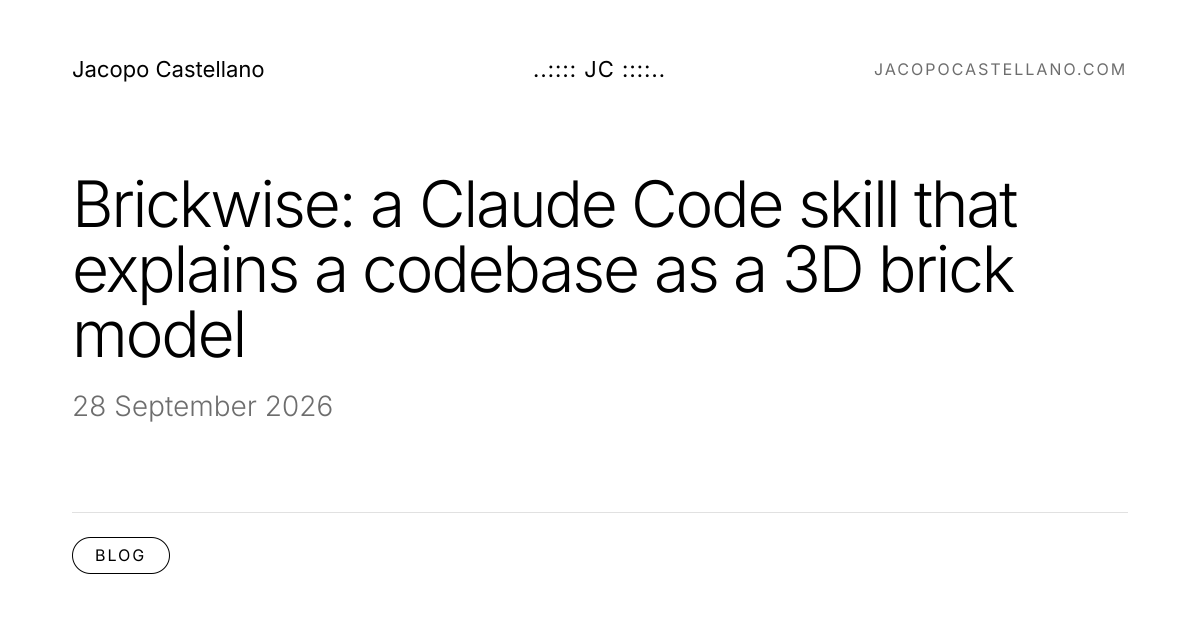 Jacopo Castellano
..:::: JC ::::..
JACOPOCASTELLANO.COM
Brickwise: a Claude Code skill that
explains a codebase as a 3D brick
model
28 September 2026
BLOG